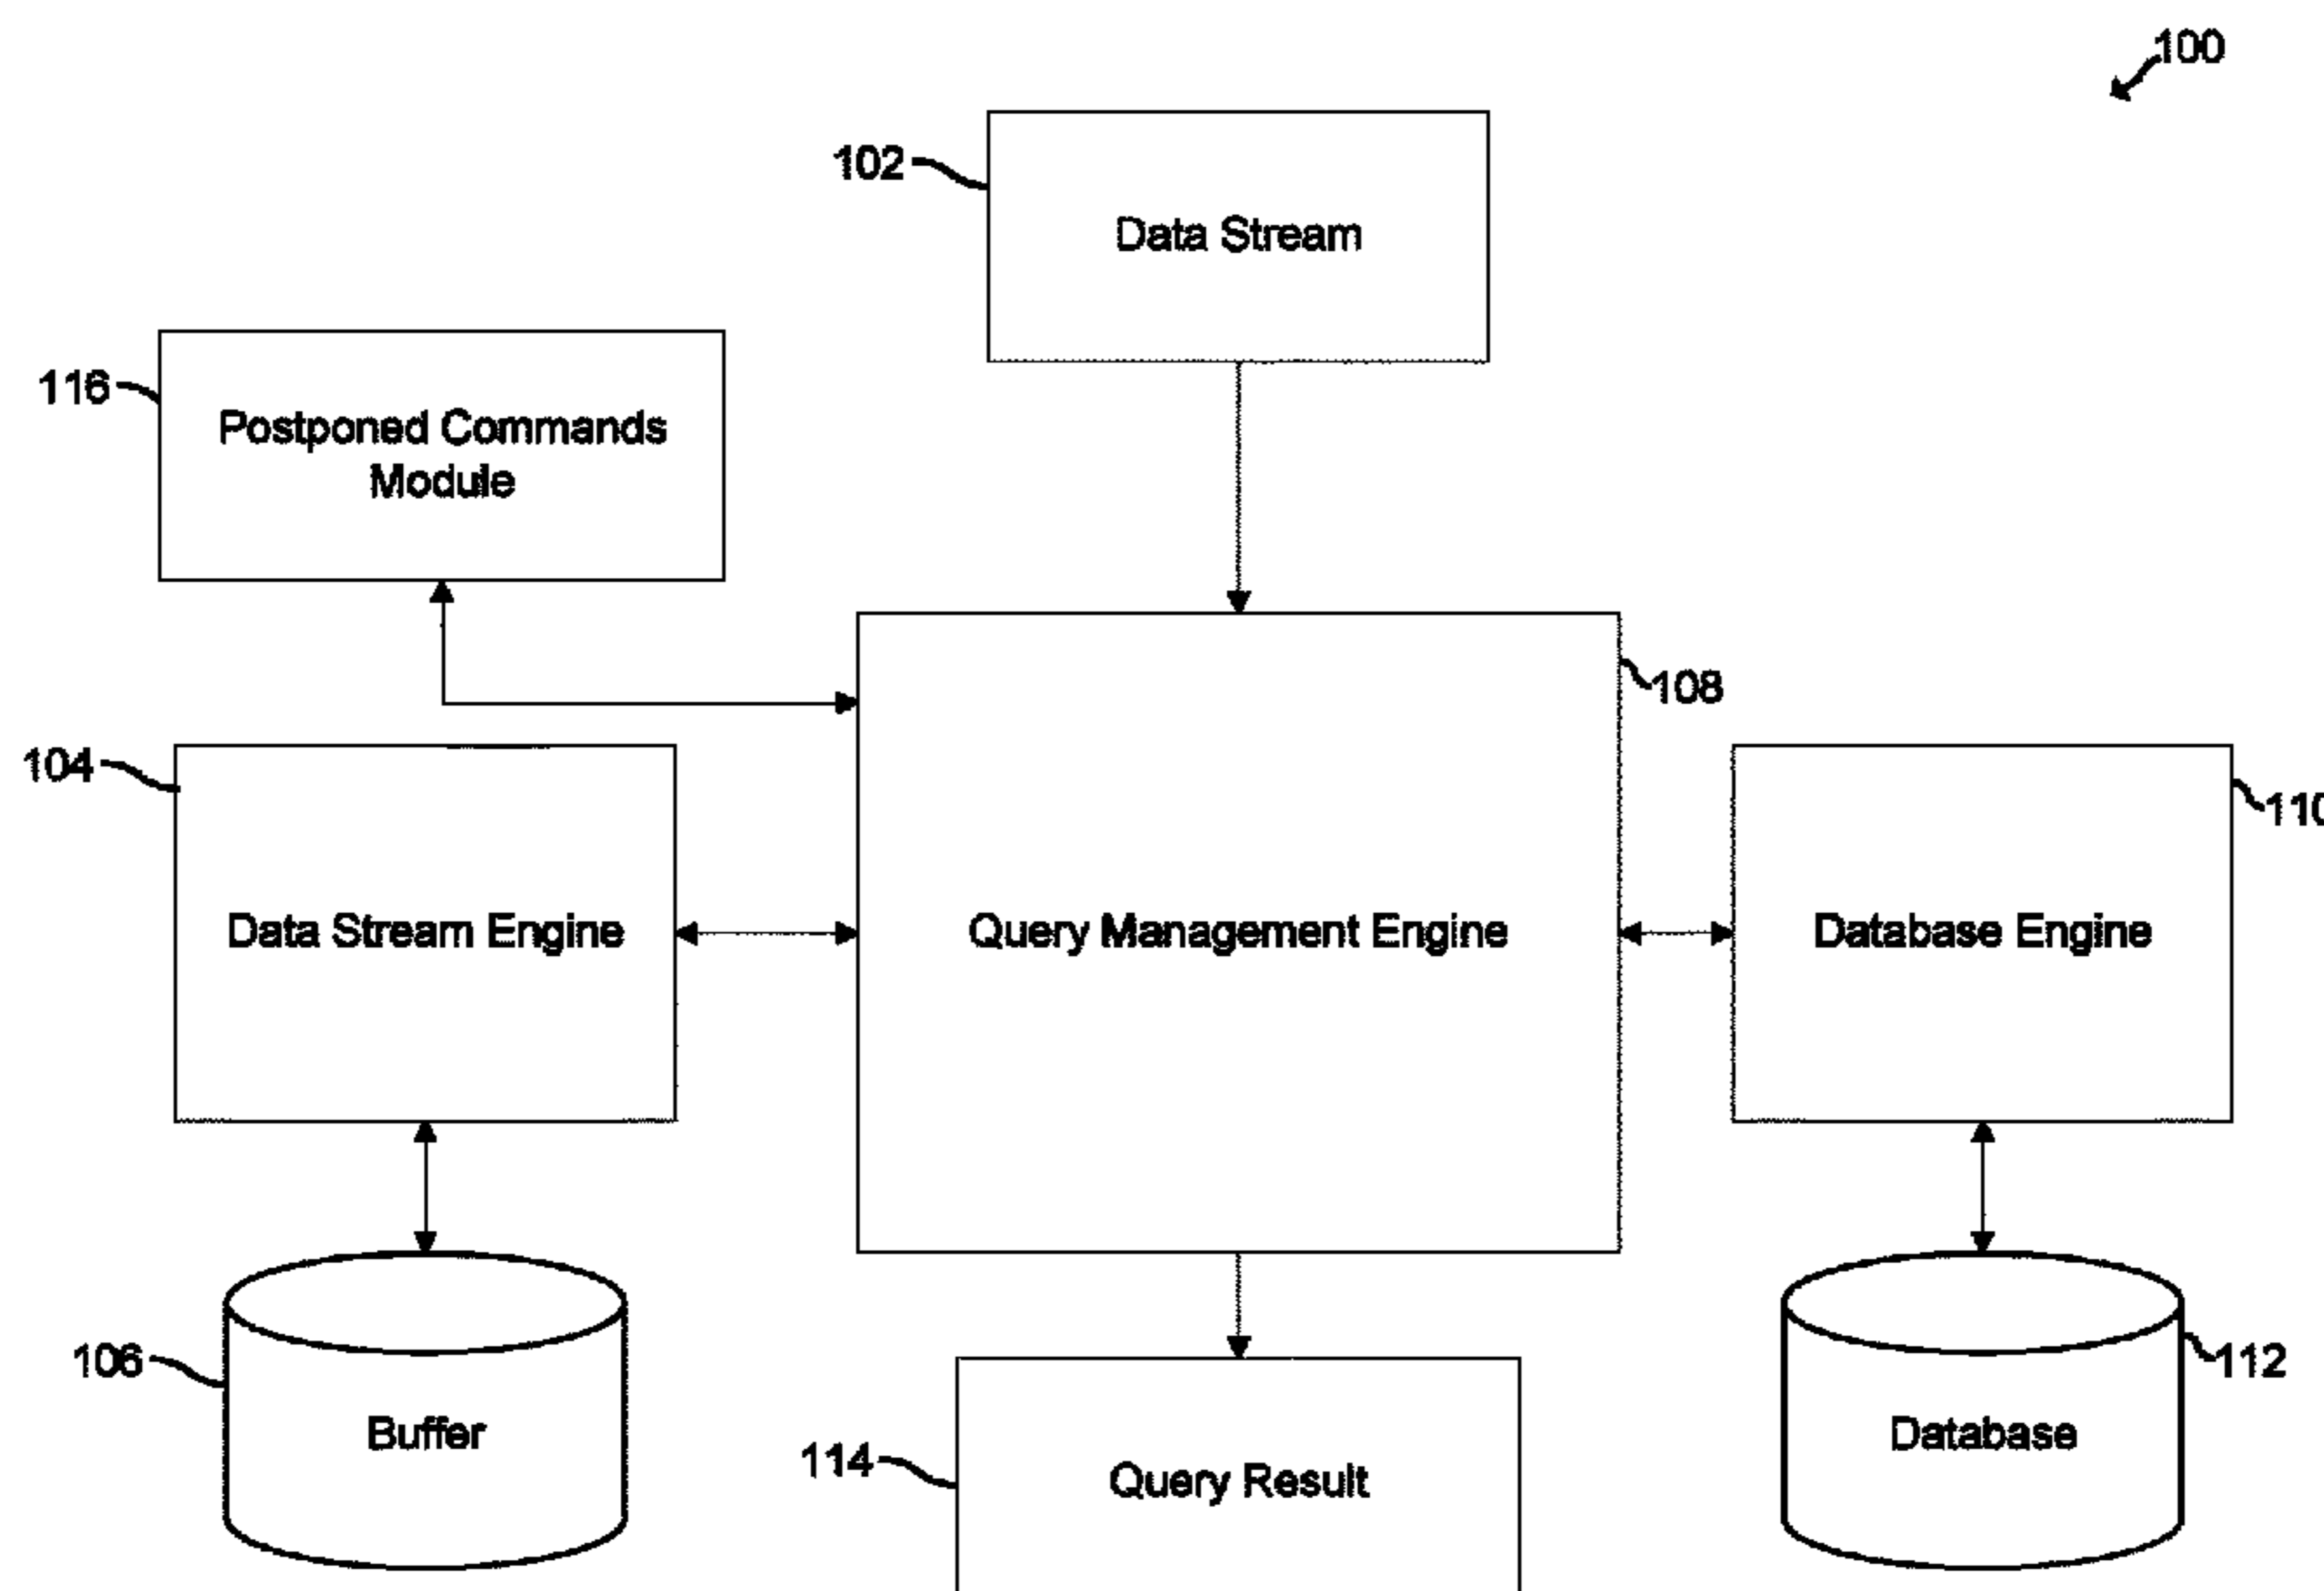 100
102
Data Stream
116
Postponed Commands
Module
108
104
110
Data Stream Engine
Query Management Engine
Database Engine
106
Buffer
112
Database
114
Query Result